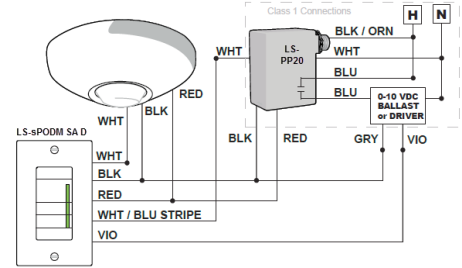 Class 1 Connections
H
N
BLK / ORN
WHT
WHT
LS-
PP20
BLU
BLU
0-10 VDC
BALLAST
or DRIVER
RED
BLK
WHT
LS-sPODM SA D
BLK
RED
GRY
VIO
WHT
BLK
RED
WHT / BLU STRIPE
VIO